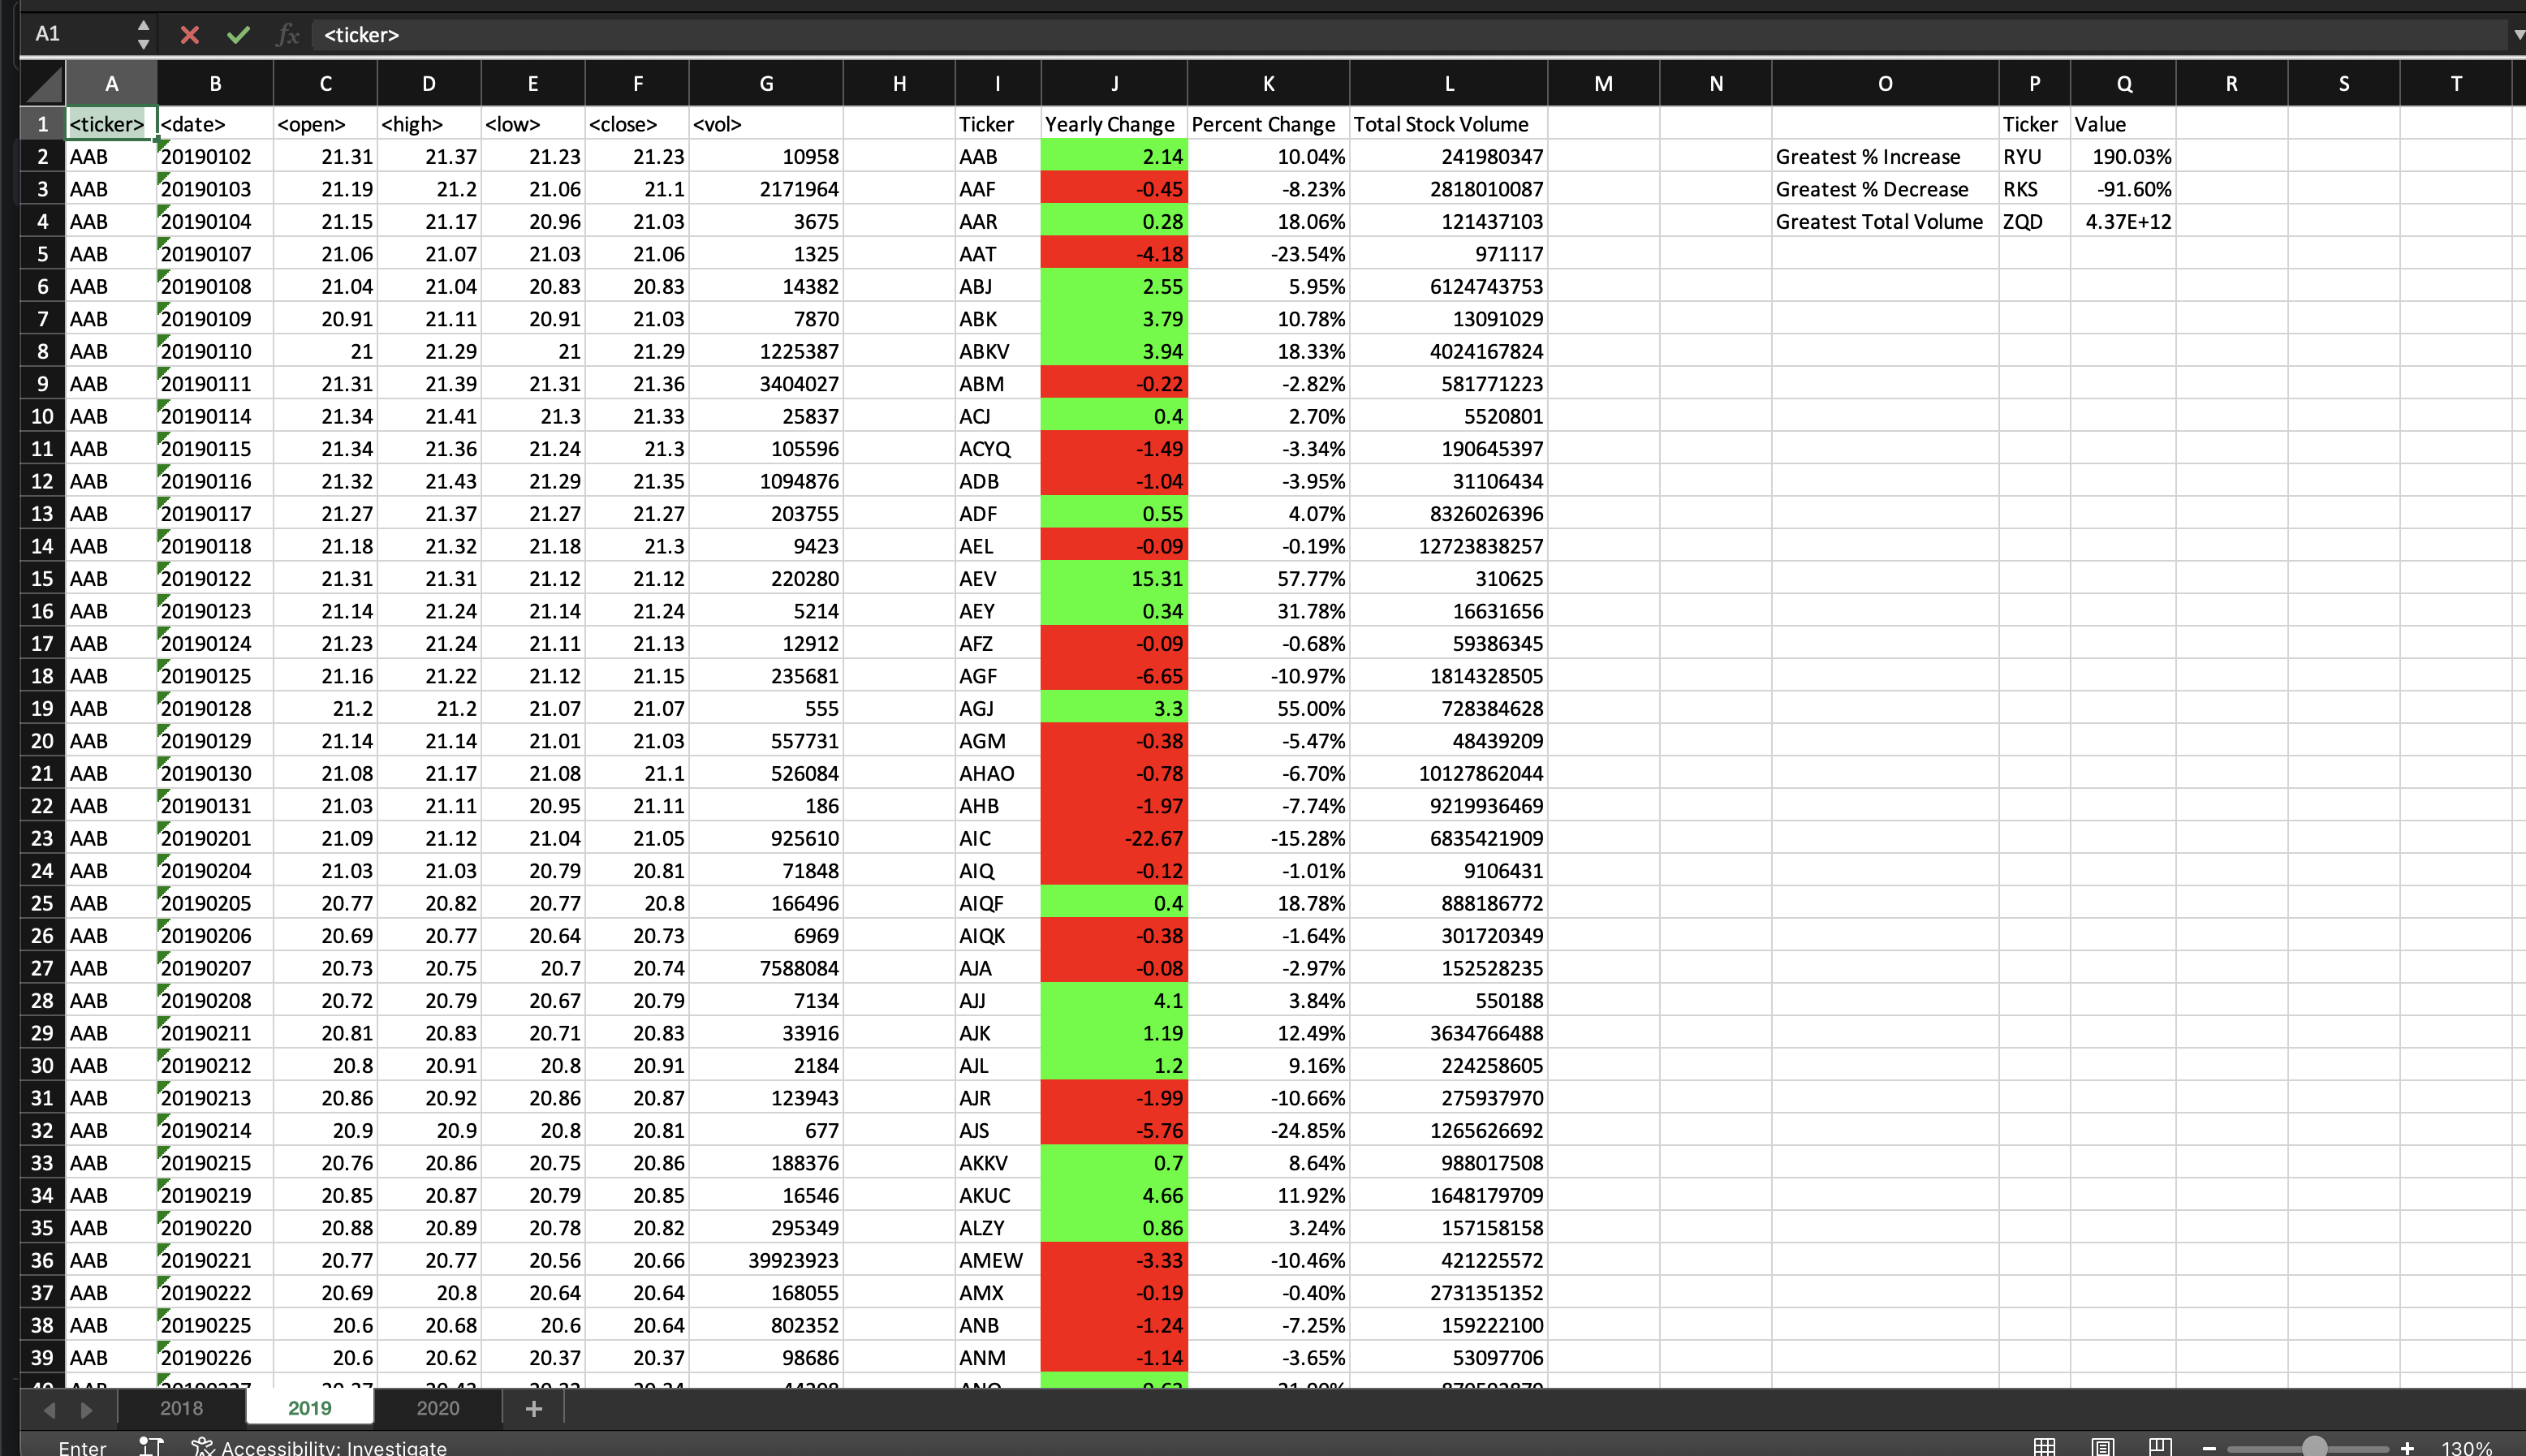 A1 fx <ticker>
A B C D E F G H I J K L M N O P Q R S T
1 <ticker> <date> <open> <high> <low> <close> <vol> Ticker Yearly Change Percent Change Total Stock Volume Ticker Value
2 AAB 20190102 21.31 21.37 21.23 21.23 10958 AAB 2.14 10.04% 241980347 Greatest % Increase RYU 190.03%
3 AAB 20190103 21.19 21.2 21.06 21.1 2171964 AAF -0.45 -8.23% 2818010087 Greatest % Decrease RKS -91.60%
4 AAB 20190104 21.15 21.17 20.96 21.03 3675 AAR 0.28 18.06% 121437103 Greatest Total Volume ZQD 4.37E+12
5 AAB 20190107 21.06 21.07 21.03 21.06 1325 AAT -4.18 -23.54% 971117
6 AAB 20190108 21.04 21.04 20.83 20.83 14382 ABJ 2.55 5.95% 6124743753
7 AAB 20190109 20.91 21.11 20.91 21.03 7870 ABK 3.79 10.78% 13091029
8 AAB 20190110 21 21.29 21 21.29 1225387 ABKV 3.94 18.33% 4024167824
9 AAB 20190111 21.31 21.39 21.31 21.36 3404027 ABM -0.22 -2.82% 581771223
10 AAB 20190114 21.34 21.41 21.3 21.33 25837 ACJ 0.4 2.70% 5520801
11 AAB 20190115 21.34 21.36 21.24 21.3 105596 ACYQ -1.49 -3.34% 190645397
12 AAB 20190116 21.32 21.43 21.29 21.35 1094876 ADB -1.04 -3.95% 31106434
13 AAB 20190117 21.27 21.37 21.27 21.27 203755 ADF 0.55 4.07% 8326026396
14 AAB 20190118 21.18 21.32 21.18 21.3 9423 AEL -0.09 -0.19% 12723838257
15 AAB 20190122 21.31 21.31 21.12 21.12 220280 AEV 15.31 57.77% 310625
16 AAB 20190123 21.14 21.24 21.14 21.24 5214 AEY 0.34 31.78% 16631656
17 AAB 20190124 21.23 21.24 21.11 21.13 12912 AFZ -0.09 -0.68% 59386345
18 AAB 20190125 21.16 21.22 21.12 21.15 235681 AGF -6.65 -10.97% 1814328505
19 AAB 20190128 21.2 21.2 21.07 21.07 555 AGJ 3.3 55.00% 728384628
20 AAB 20190129 21.14 21.14 21.01 21.03 557731 AGM -0.38 -5.47% 48439209
21 AAB 20190130 21.08 21.17 21.08 21.1 526084 AHAO -0.78 -6.70% 10127862044
22 AAB 20190131 21.03 21.11 20.95 21.11 186 AHB -1.97 -7.74% 9219936469
23 AAB 20190201 21.09 21.12 21.04 21.05 925610 AIC -22.67 -15.28% 6835421909
24 AAB 20190204 21.03 21.03 20.79 20.81 71848 AIQ -0.12 -1.01% 9106431
25 AAB 20190205 20.77 20.82 20.77 20.8 166496 AIQF 0.4 18.78% 888186772
26 AAB 20190206 20.69 20.77 20.64 20.73 6969 AIQK -0.38 -1.64% 301720349
27 AAB 20190207 20.73 20.75 20.7 20.74 7588084 AJA -0.08 -2.97% 152528235
28 AAB 20190208 20.72 20.79 20.67 20.79 7134 AJJ 4.1 3.84% 550188
29 AAB 20190211 20.81 20.83 20.71 20.83 33916 AJK 1.19 12.49% 3634766488
30 AAB 20190212 20.8 20.91 20.8 20.91 2184 AJL 1.2 9.16% 224258605
31 AAB 20190213 20.86 20.92 20.86 20.87 123943 AJR -1.99 -10.66% 275937970
32 AAB 20190214 20.9 20.9 20.8 20.81 677 AJS -5.76 -24.85% 1265626692
33 AAB 20190215 20.76 20.86 20.75 20.86 188376 AKKV 0.7 8.64% 988017508
34 AAB 20190219 20.85 20.87 20.79 20.85 16546 AKUC 4.66 11.92% 1648179709
35 AAB 20190220 20.88 20.89 20.78 20.82 295349 ALZY 0.86 3.24% 157158158
36 AAB 20190221 20.77 20.77 20.56 20.66 39923923 AMEW -3.33 -10.46% 421225572
37 AAB 20190222 20.69 20.8 20.64 20.64 168055 AMX -0.19 -0.40% 2731351352
38 AAB 20190225 20.6 20.68 20.6 20.64 802352 ANB -1.24 -7.25% 159222100
39 AAB 20190226 20.6 20.62 20.37 20.37 98686 ANM -1.14 -3.65% 53097706
2018 2019 2020 +
Enter Accessibility: Investigate 130%